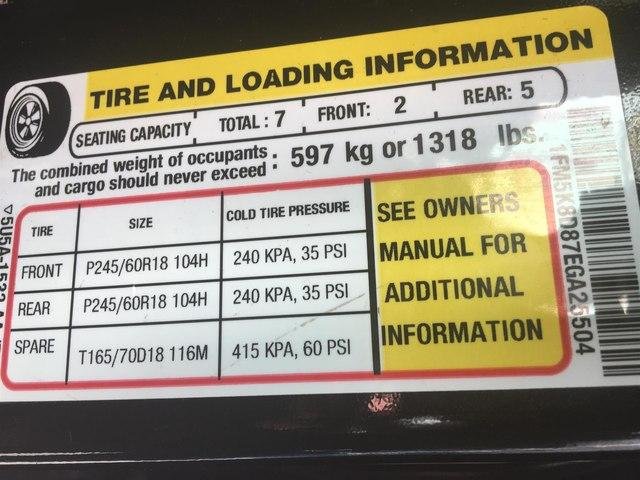 TIRE AND LOADING INFORMATION
SEATING CAPACITY TOTAL : 7 FRONT: 2 REAR: 5
The combined weight of occupants
and cargo should never exceed : 597 kg or 1318 lbs.
TIRE SIZE COLD TIRE PRESSURE
FRONT P245/60R18 104H 240 KPA, 35 PSI
REAR P245/60R18 104H 240 KPA, 35 PSI
SPARE T165/70D18 116M 415 KPA, 60 PSI
SEE OWNERS
MANUAL FOR
ADDITIONAL
INFORMATION